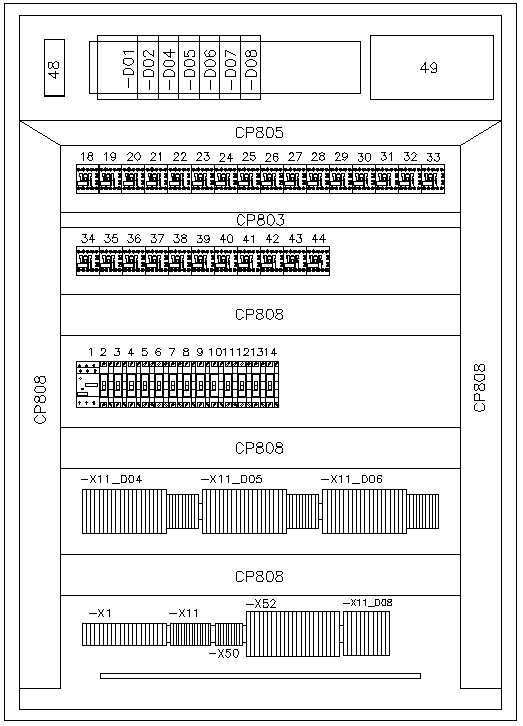 48 -D01 -D02 -D04 -D05 -D06 -D07 -D08 49
CP805
18 19 20 21 22 23 24 25 26 27 28 29 30 31 32 33
CP803
34 35 36 37 38 39 40 41 42 43 44
CP808
1 2 3 4 5 6 7 8 9 10 11 12 13 14
CP808
CP808
CP808
-X11_D04 -X11_D05 -X11_D06
CP808
-X1 -X11 -X52 -X11_D08
-X50